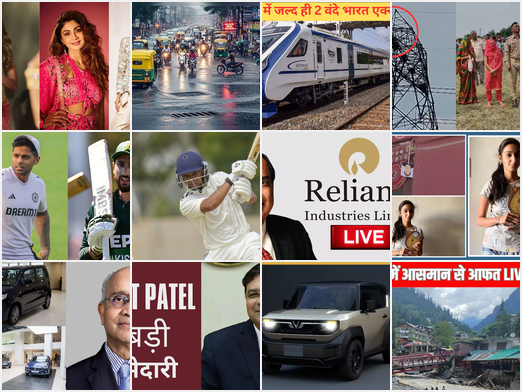 में जल्द ही 2 वंदे भारत एक्
DREAM
Relian
Industries Lin
LIVE
T PATEL
बड़ी
मेदारी
में आसमान से आफत LIV